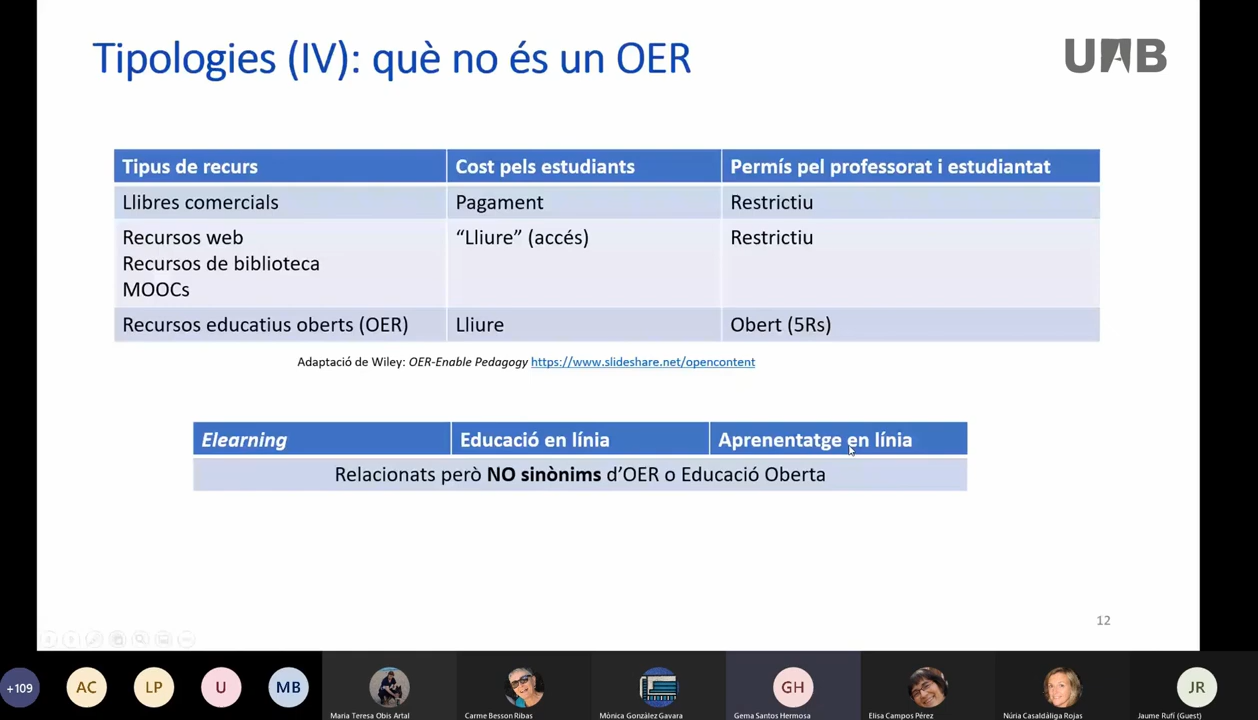 Tipologies (IV): què no és un OER
UAB
Tipus de recurs
Cost pels estudiants
Permís pel professorat i estudiantat
Llibres comercials
Pagament
Restrictiu
Recursos web
Recursos de biblioteca
MOOCs
“Lliure” (accés)
Restrictiu
Recursos educatius oberts (OER)
Lliure
Obert (5Rs)
Adaptació de Wiley: OER-Enable Pedagogy https://www.slideshare.net/opencontent
Elearning
Educació en línia
Aprenentatge en línia
Relacionats però NO sinònims d’OER o Educació Oberta
12
+109
AC
LP
U
MB
GH
JR
Maria Teresa Obis Artal
Carme Besson Ribas
Mònica Gonzàlez Gavara
Gema Santos Hermosa
Elisa Campos Pérez
Núria Casaldàliga Rojas
Jaume Rufí (Guest)